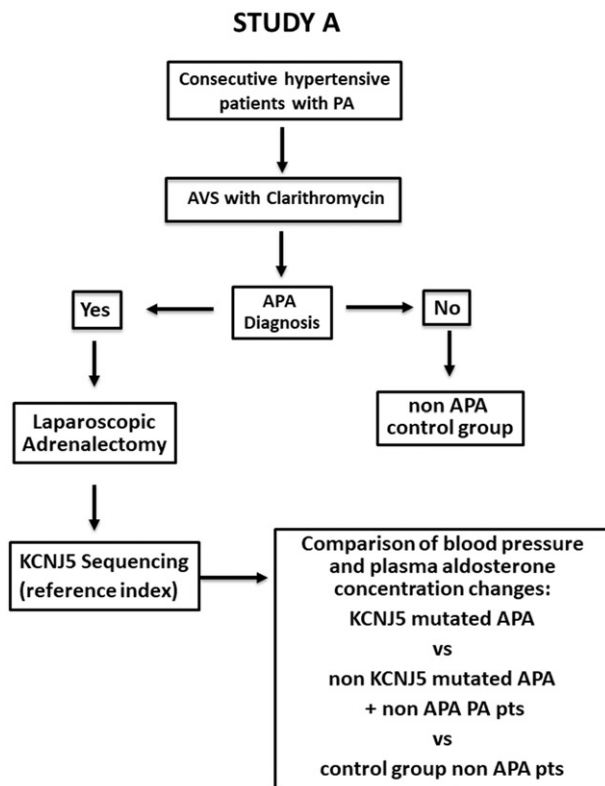 STUDY A
Consecutive hypertensive
patients with PA
AVS with Clarithromycin
Yes
APA
Diagnosis
No
Laparoscopic
Adrenalectomy
non APA
control group
KCNJ5 Sequencing
(reference index)
Comparison of blood pressure
and plasma aldosterone
concentration changes:
KCNJ5 mutated APA
vs
non KCNJ5 mutated APA
+ non APA PA pts
vs
control group non APA pts